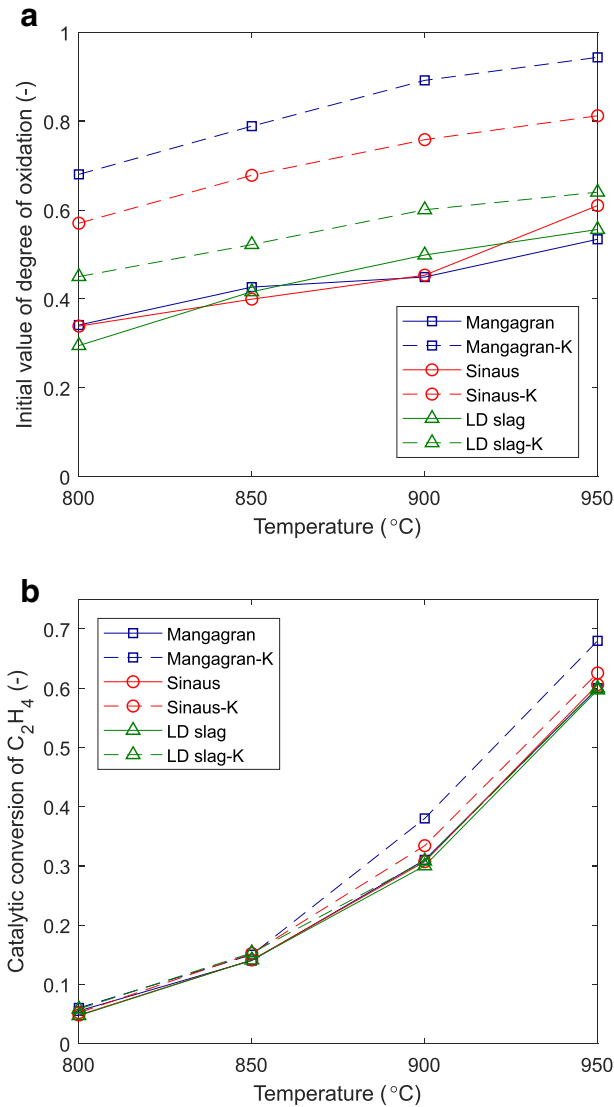 a
1
0.8
0.6
0.4
0.2
0
Initial value of degree of oxidation (-)
Mangagran
Mangagran-K
Sinaus
Sinaus-K
LD slag
LD slag-K
800 850 900 950
Temperature (°C)
b
0.7
0.6
0.5
0.4
0.3
0.2
0.1
0
Catalytic conversion of C₂H₄ (-)
Mangagran
Mangagran-K
Sinaus
Sinaus-K
LD slag
LD slag-K
800 850 900 950
Temperature (°C)